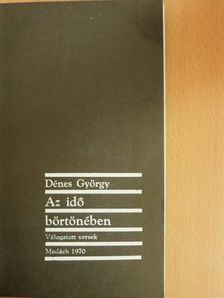 Dénes György
Az idő
börtönében
Válogatott versek
Madách 1970